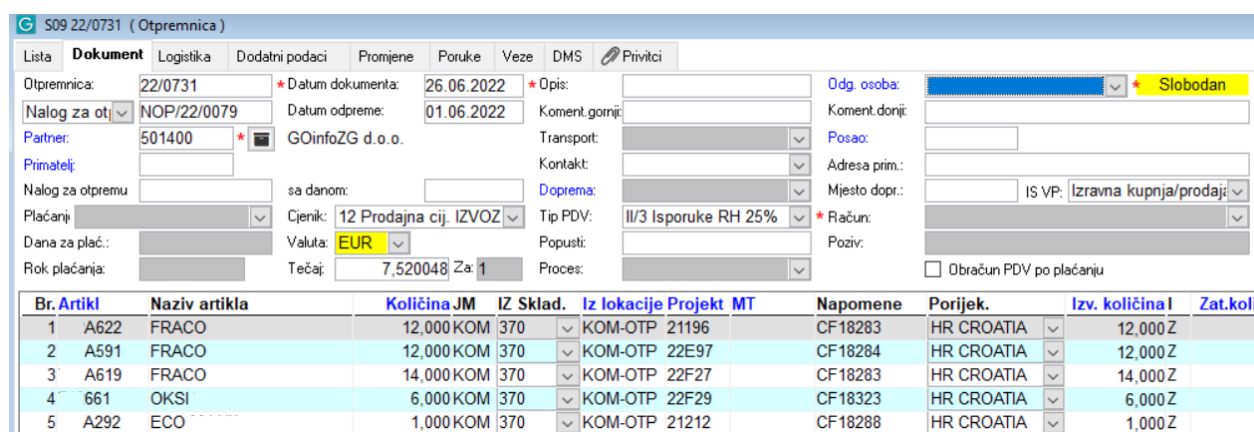 G S09 22/0731 ( Otpremnica )
Lista Dokument Logistika Dodatni podaci Promjene Poruke Veze DMS Privitci
Otpremnica: 22/0731 * Datum dokumenta: 26.06.2022 * Opis: Odg. osoba: * Slobodan
Nalog za otp NOP/22/0079 Datum odpreme: 01.06.2022 Koment.gornji: Koment.donji:
Partner: 501400 * GOinfoZG d.o.o. Transport: Posao:
Primatelj: Kontakt: Adresa prim.:
Nalog za otpremu sa danom: Doprema: Mjesto dopr.: IS VP: Izravna kupnja/prodaja
Plaćanje Cjenik: 12 Prodajna cij. IZVOZ Tip PDV: II/3 Isporuke RH 25% * Račun:
Dana za plać.: Valuta: EUR Popusti: Poziv:
Rok plaćanja: Tečaj: 7,520048 Za: 1 Proces: Obračun PDV po plaćanju
Br. Artikl Naziv artikla Količina JM IZ Sklad. Iz lokacije Projekt MT Napomene Porijek. Izv. količina I Zat.koli
1 A622 FRACO 12,000 KOM 370 KOM-OTP 21196 CF18283 HR CROATIA 12,000 Z
2 A591 FRACO 12,000 KOM 370 KOM-OTP 22E97 CF18284 HR CROATIA 12,000 Z
3 A619 FRACO 14,000 KOM 370 KOM-OTP 22F27 CF18283 HR CROATIA 14,000 Z
4 661 OKSI 6,000 KOM 370 KOM-OTP 22F29 CF18323 HR CROATIA 6,000 Z
5 A292 ECO 1,000 KOM 370 KOM-OTP 21212 CF18288 HR CROATIA 1,000 Z